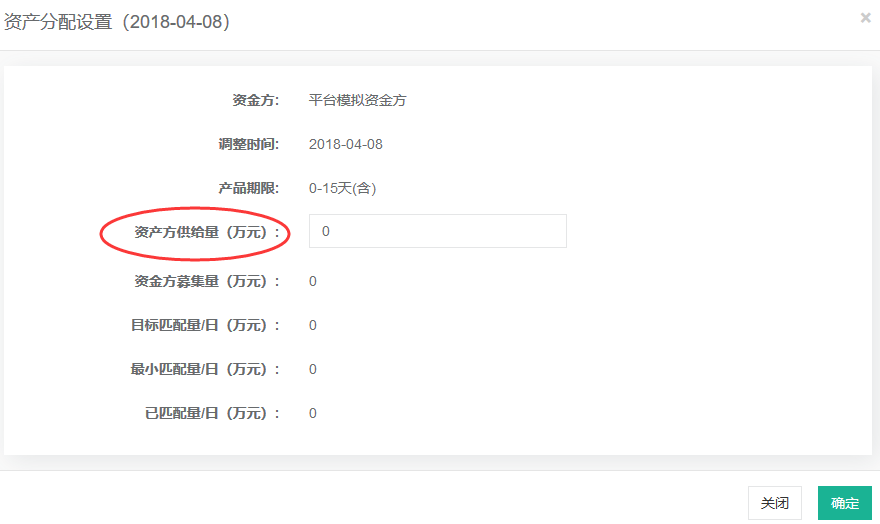 资产分配设置（2018-04-08） ×
资金方: 平台模拟资金方
调整时间: 2018-04-08
产品期限: 0-15天(含)
资产方供给量（万元）: 0
资金方募集量（万元）: 0
目标匹配量/日（万元）: 0
最小匹配量/日（万元）: 0
已匹配量/日（万元）: 0
关闭 确定